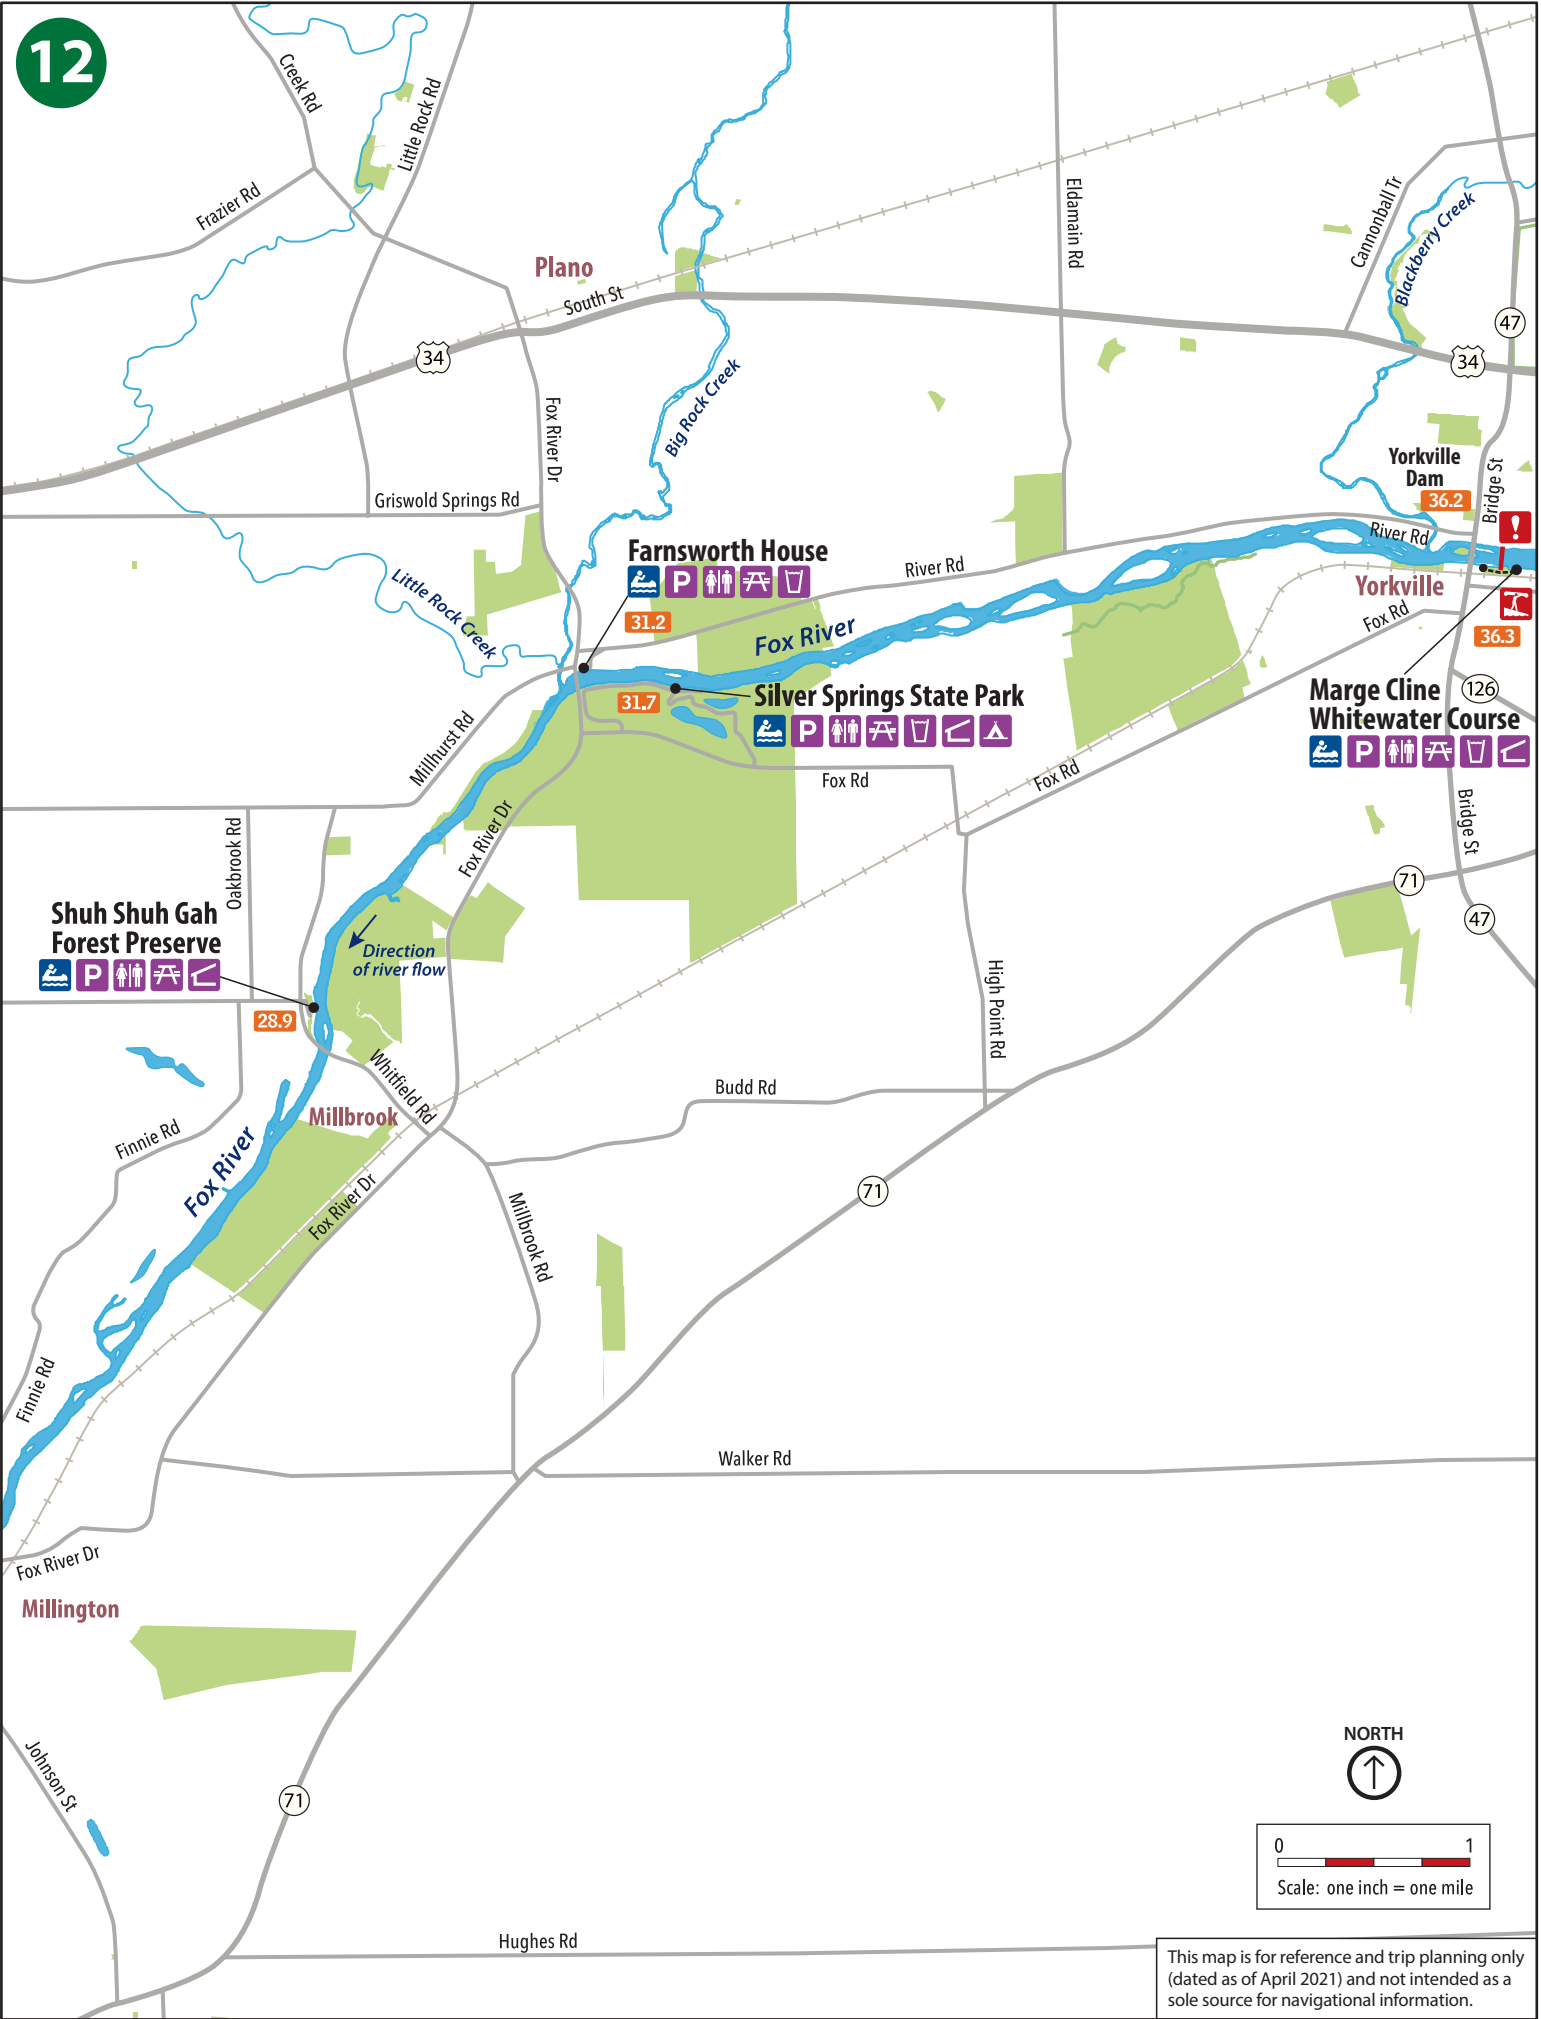 12
Creek Rd
Little Rock Rd
Frazier Rd
Plano
South St
34
Eldamain Rd
Cannonball Tr
Blackberry Creek
47
34
Big Rock Creek
Fox River Dr
Griswold Springs Rd
Little Rock Creek
Yorkville
Dam
36.2
Bridge St
!
River Rd
Yorkville
Fox Rd
36.3
Farnsworth House
P
31.2
River Rd
Fox River
31.7
Silver Springs State Park
P
Fox Rd
Fox Rd
Marge Cline
Whitewater Course
P
126
Bridge St
71
47
Millhurst Rd
Fox River Dr
Oakbrook Rd
Shuh Shuh Gah
Forest Preserve
P
28.9
Direction
of river flow
High Point Rd
Whitfield Rd
Millbrook
Budd Rd
Finnie Rd
Fox River
Fox River Dr
Millbrook Rd
71
Finnie Rd
Walker Rd
Fox River Dr
Millington
Johnson St
71
NORTH
0 1
Scale: one inch = one mile
Hughes Rd
This map is for reference and trip planning only
(dated as of April 2021) and not intended as a
sole source for navigational information.